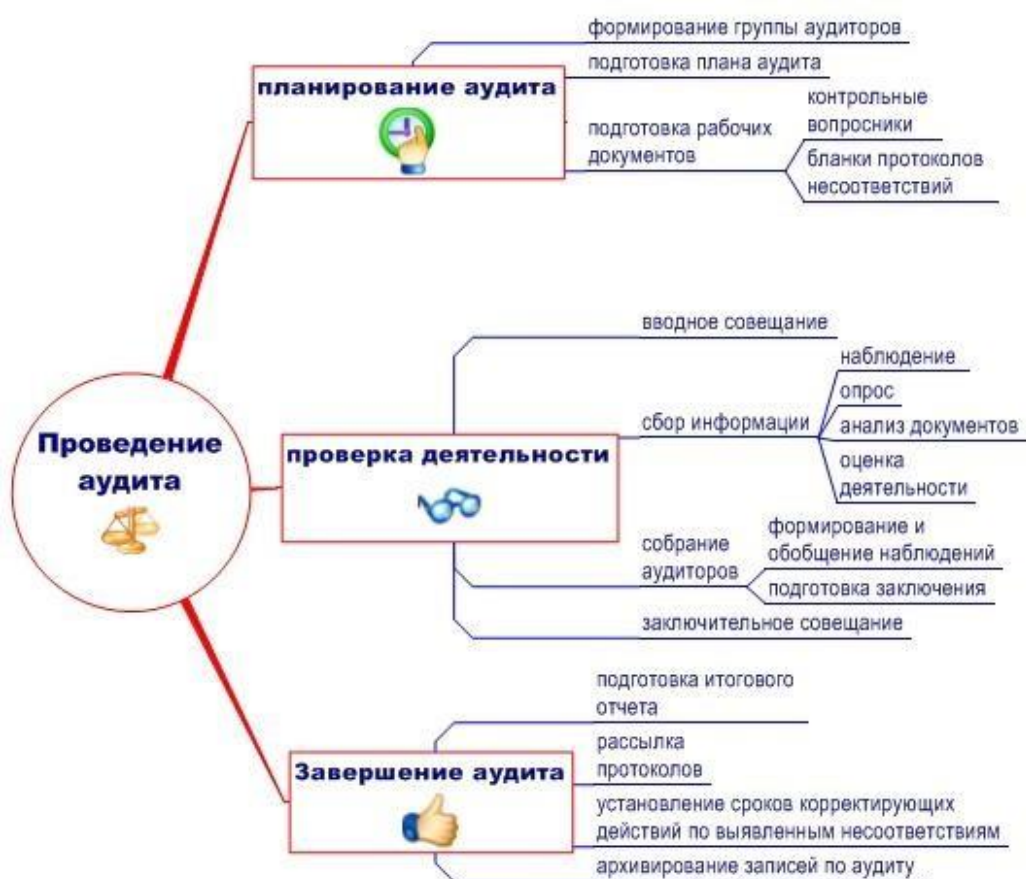 формирование группы аудиторов
подготовка плана аудита
планирование аудита
подготовка рабочих
документов
контрольные
вопросники
бланки протоколов
несоответствий
Проведение
аудита
вводное совещание
проверка деятельности
сбор информации
наблюдение
опрос
анализ документов
оценка
деятельности
собрание
аудиторов
формирование и
обобщение наблюдений
подготовка заключения
заключительное совещание
Завершение аудита
подготовка итогового
отчета
рассылка
протоколов
установление сроков корректирующих
действий по выявленным несоответствиям
архивирование записей по аудиту